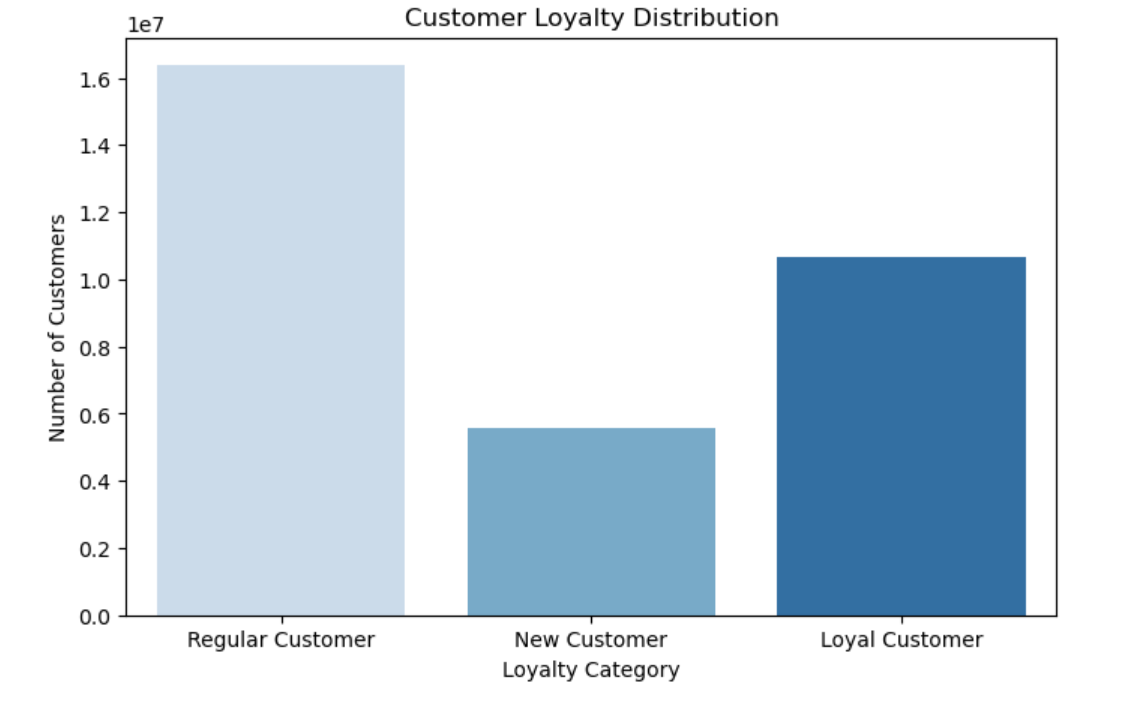 Customer Loyalty Distribution
1e7
1.6
1.4
1.2
1.0
0.8
0.6
0.4
0.2
0.0
Number of Customers
Regular Customer New Customer Loyal Customer
Loyalty Category